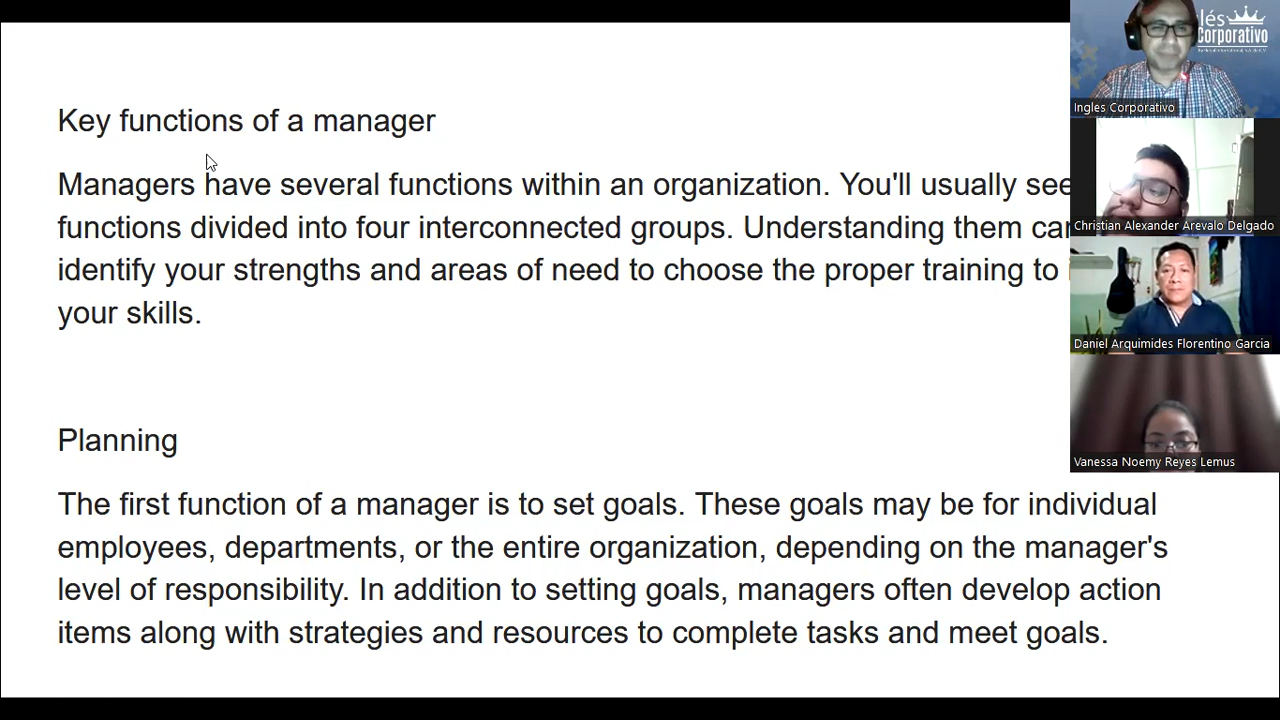 Key functions of a manager
Managers have several functions within an organization. You'll usually see
functions divided into four interconnected groups. Understanding them
identify your strengths and areas of need to choose the proper training to
your skills.
Planning
The first function of a manager is to set goals. These goals may be for individual
employees, departments, or the entire organization, depending on the manager's
level of responsibility. In addition to setting goals, managers often develop action
items along with strategies and resources to complete tasks and meet goals.
lés
Corporativo
Ingles Corporativo
Christian Alexander Arevalo Delgado
Daniel Arquimides Florentino Garcia
Vanessa Noemy Reyes Lemus